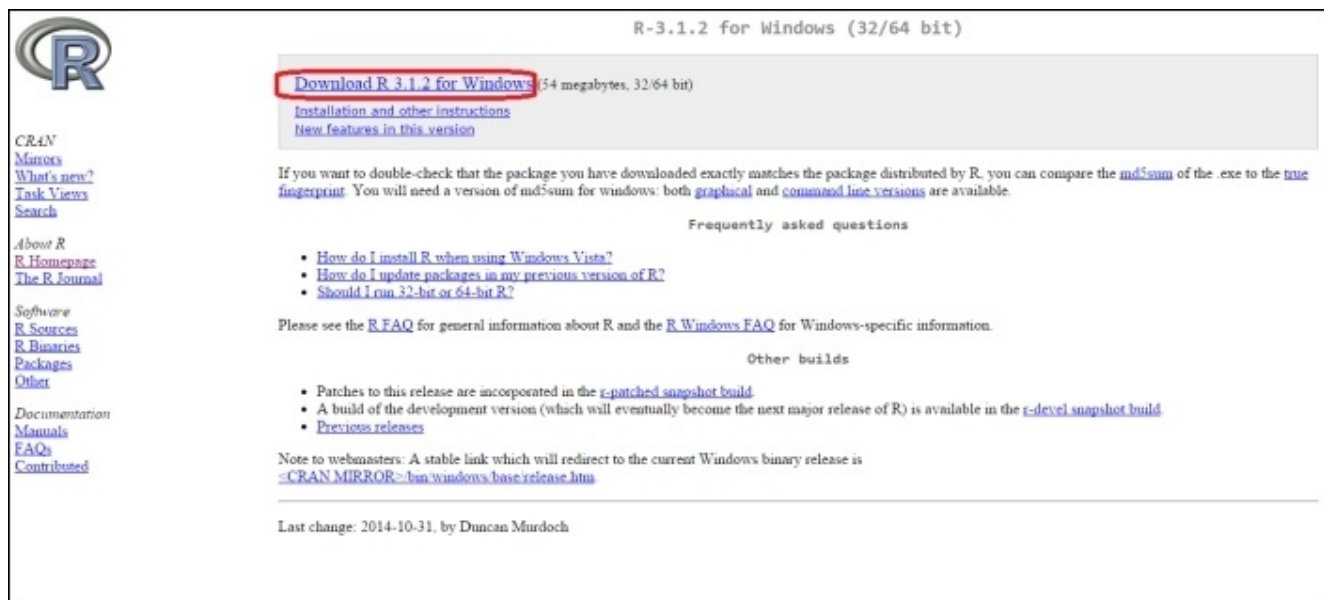 R
CRAN
Mirrors
What's new?
Task Views
Search
About R
R Homepage
The R Journal
Software
R Sources
R Binaries
Packages
Other
Documentation
Manuals
FAQs
Contributed
R-3.1.2 for Windows (32/64 bit)
Download R 3.1.2 for Windows (54 megabytes, 32/64 bit)
Installation and other instructions
New features in this version
If you want to double-check that the package you have downloaded exactly matches the package distributed by R, you can compare the md5sum of the .exe to the true
fingerprint. You will need a version of md5sum for windows: both graphical and command line versions are available.
Frequently asked questions
• How do I install R when using Windows Vista?
• How do I update packages in my previous version of R?
• Should I run 32-bit or 64-bit R?
Please see the R FAQ for general information about R and the R Windows FAQ for Windows-specific information.
Other builds
• Patches to this release are incorporated in the r-patched snapshot build.
• A build of the development version (which will eventually become the next major release of R) is available in the r-devel snapshot build.
• Previous releases
Note to webmasters: A stable link which will redirect to the current Windows binary release is
<CRAN MIRROR>/bin/windows/base/release.htm.
Last change: 2014-10-31, by Duncan Murdoch